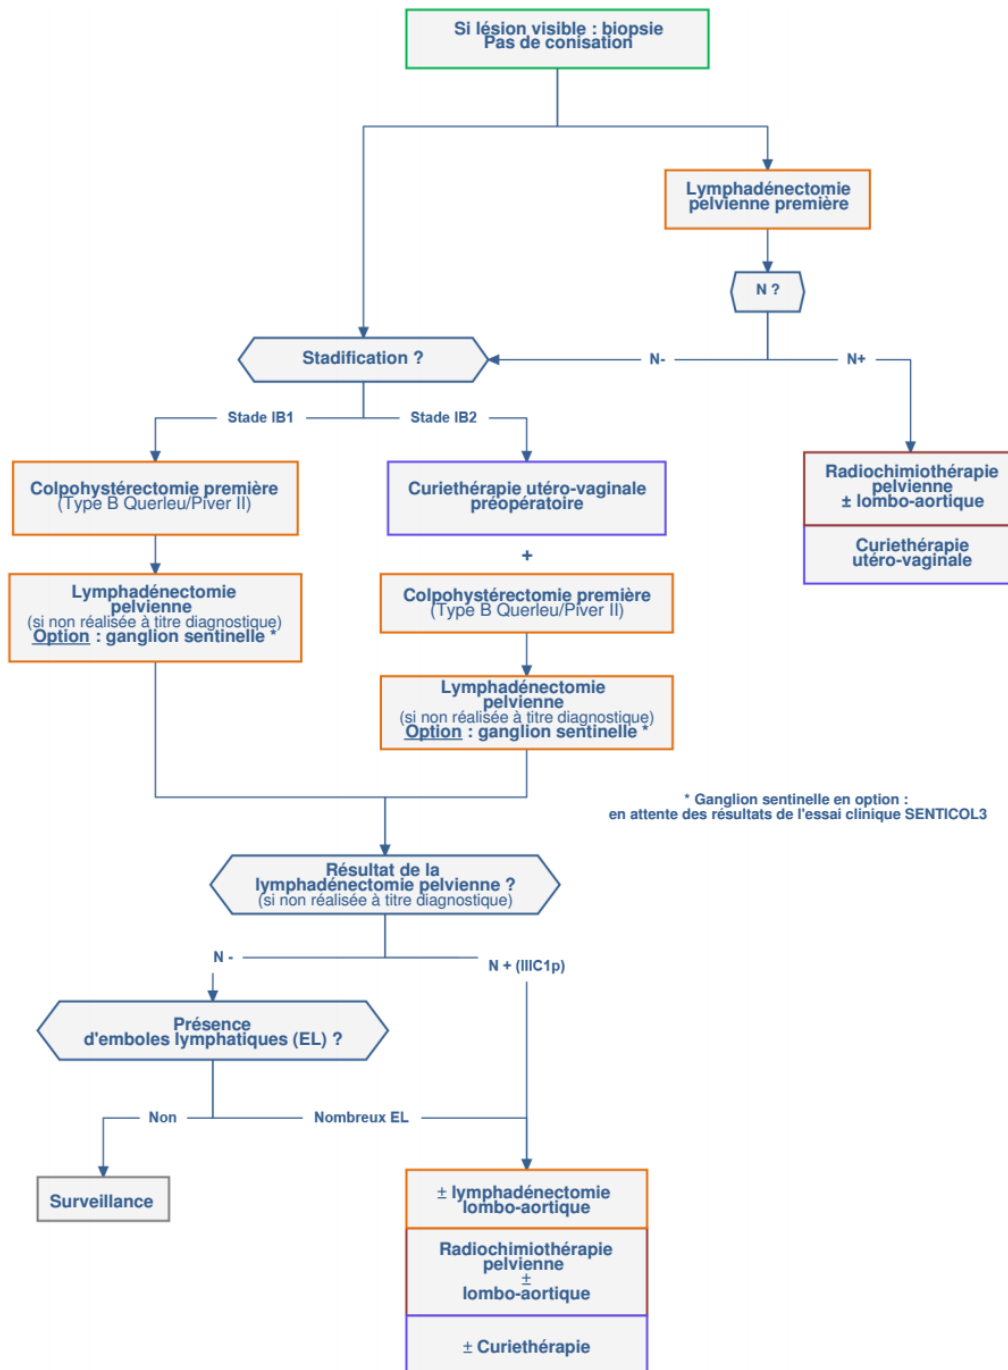 Si lésion visible : biopsie
Pas de conisation
Lymphadénectomie
pelvienne première
N ?
Stadification ?
N-
N+
Stade IB1
Stade IB2
Colpohystérectomie première
(Type B Querleu/Piver II)
Curiethérapie utéro-vaginale
préopératoire
Radiochimiothérapie
pelvienne
± lombo-aortique
Curiethérapie
utéro-vaginale
+
Lymphadénectomie
pelvienne
(si non réalisée à titre diagnostique)
Option : ganglion sentinelle *
Colpohystérectomie première
(Type B Querleu/Piver II)
Lymphadénectomie
pelvienne
(si non réalisée à titre diagnostique)
Option : ganglion sentinelle *
* Ganglion sentinelle en option :
en attente des résultats de l'essai clinique SENTICOL3
Résultat de la
lymphadénectomie pelvienne ?
(si non réalisée à titre diagnostique)
N -
N + (IIIC1p)
Présence
d'emboles lymphatiques (EL) ?
Non
Nombreux EL
Surveillance
± lymphadénectomie
lombo-aortique
Radiochimiothérapie
pelvienne
±
lombo-aortique
± Curiethérapie